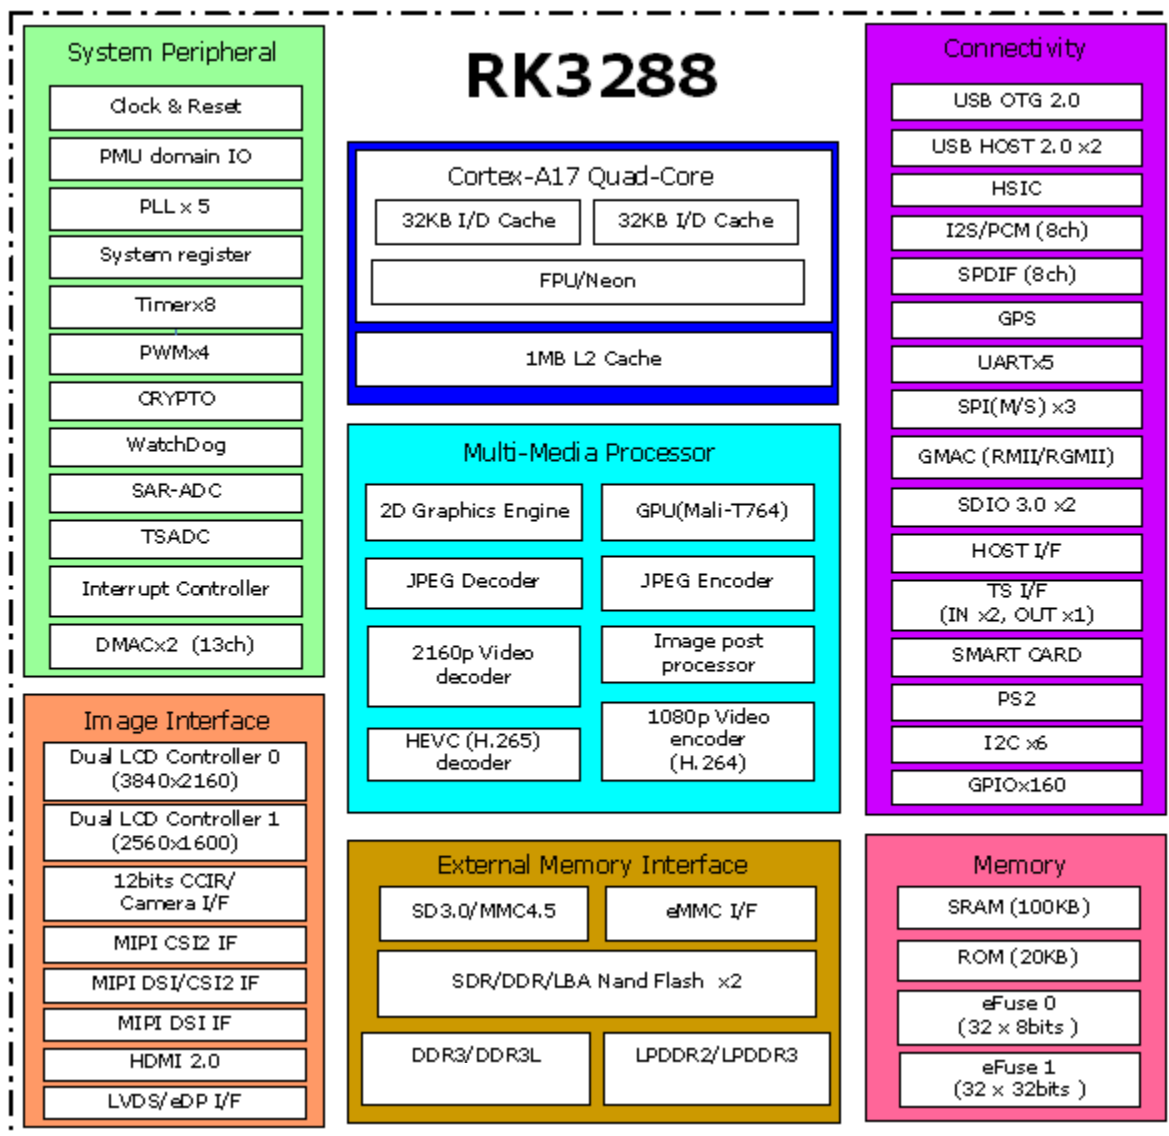 System Peripheral
Clock & Reset
PMU domain IO
PLL x 5
System register
Timerx8
PWMx4
CRYPTO
WatchDog
SAR-ADC
TSADC
Interrupt Controller
DMACx2 (13ch)
Image Interface
Dual LCD Controller 0
(3840x2160)
Dual LCD Controller 1
(2560x1600)
12bits CCIR/
Camera I/F
MIPI CSI2 IF
MIPI DSI/CSI2 IF
MIPI DSI IF
HDMI 2.0
LVDS/eDP I/F
RK3288
Cortex-A17 Quad-Core
32KB I/D Cache
32KB I/D Cache
FPU/Neon
1MB L2 Cache
Multi-Media Processor
2D Graphics Engine
GPU(Mali-T764)
JPEG Decoder
JPEG Encoder
2160p Video
decoder
Image post
processor
HEVC (H.265)
decoder
1080p Video
encoder
(H.264)
External Memory Interface
SD3.0/MMC4.5
eMMC I/F
SDR/DDR/LBA Nand Flash x2
DDR3/DDR3L
LPDDR2/LPDDR3
Connectivity
USB OTG 2.0
USB HOST 2.0 x2
HSIC
I2S/PCM (8ch)
SPDIF (8ch)
GPS
UARTx5
SPI(M/S) x3
GMAC (RMII/RGMII)
SDIO 3.0 x2
HOST I/F
TS I/F
(IN x2, OUT x1)
SMART CARD
PS2
I2C x6
GPIOx160
Memory
SRAM (100KB)
ROM (20KB)
eFuse 0
(32 x 8bits )
eFuse 1
(32 x 32bits )